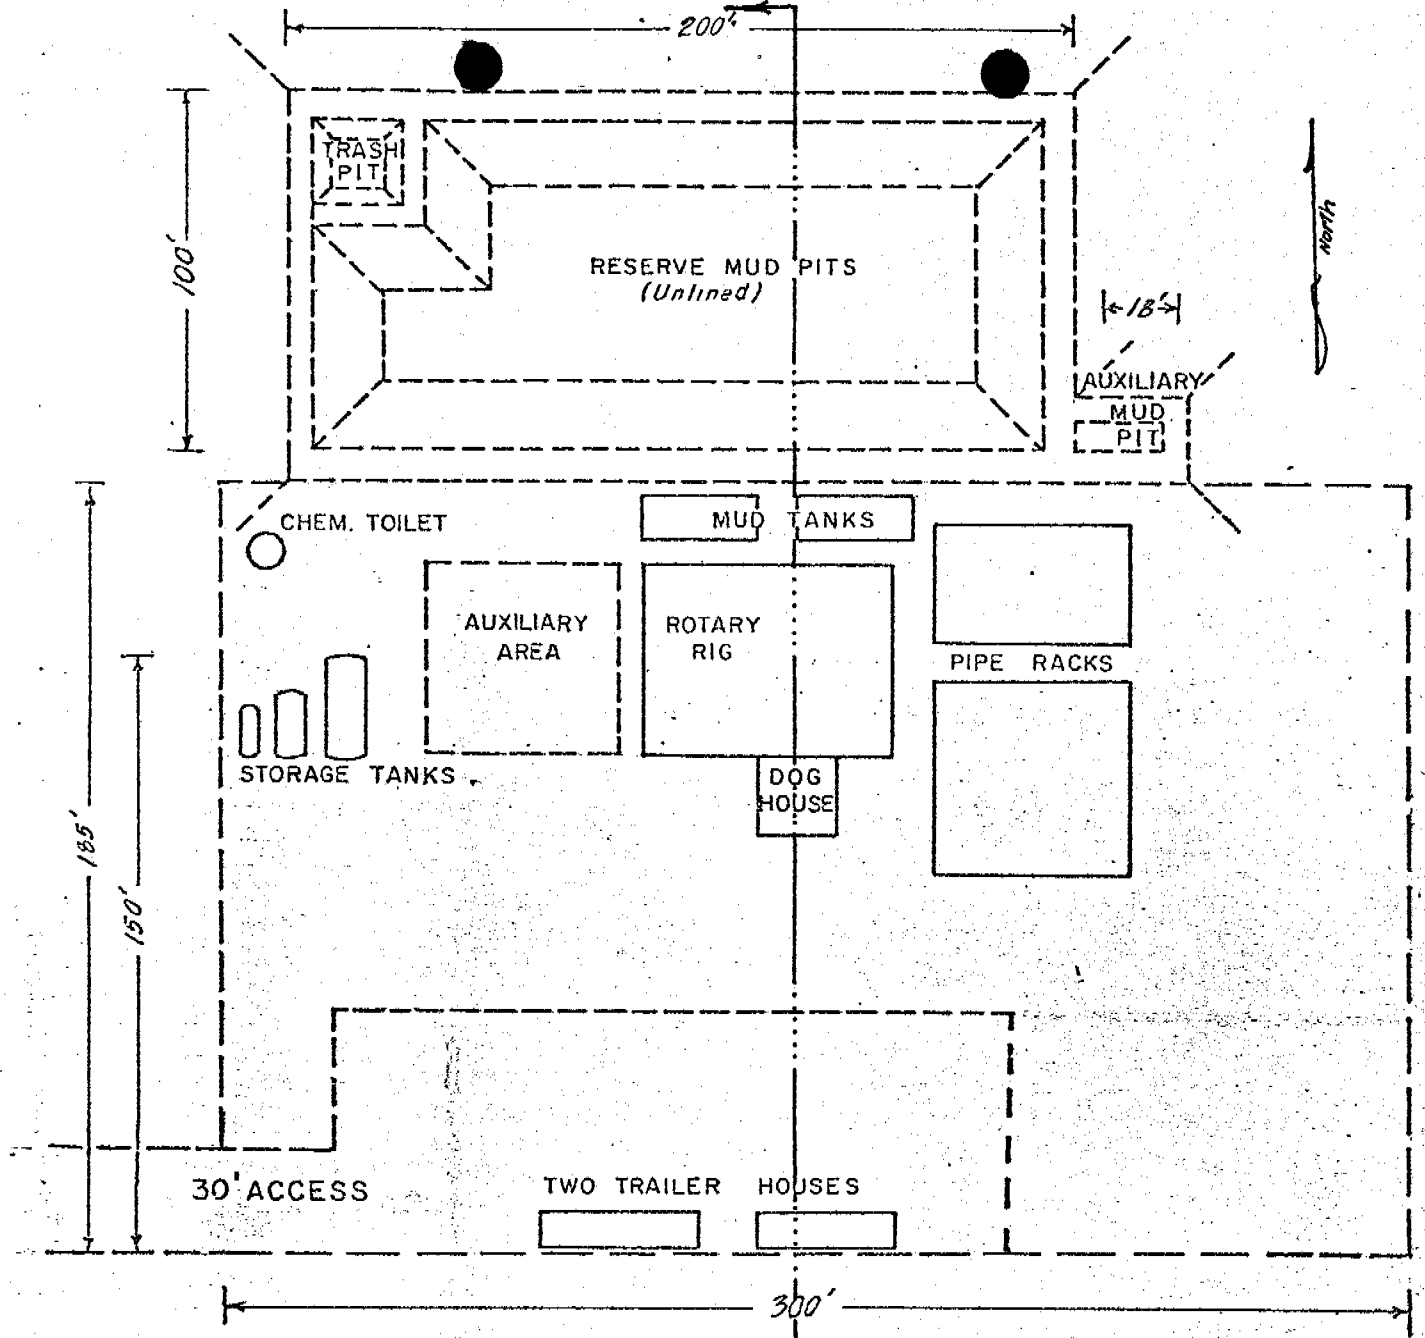 200'
TRASH
PIT
100'
RESERVE MUD PITS
(Unlined)
North
18'
AUXILIARY
MUD
PIT
CHEM. TOILET
MUD TANKS
AUXILIARY
AREA
ROTARY
RIG
PIPE RACKS
STORAGE TANKS
DOG
HOUSE
185'
150'
30' ACCESS
TWO TRAILER HOUSES
300'